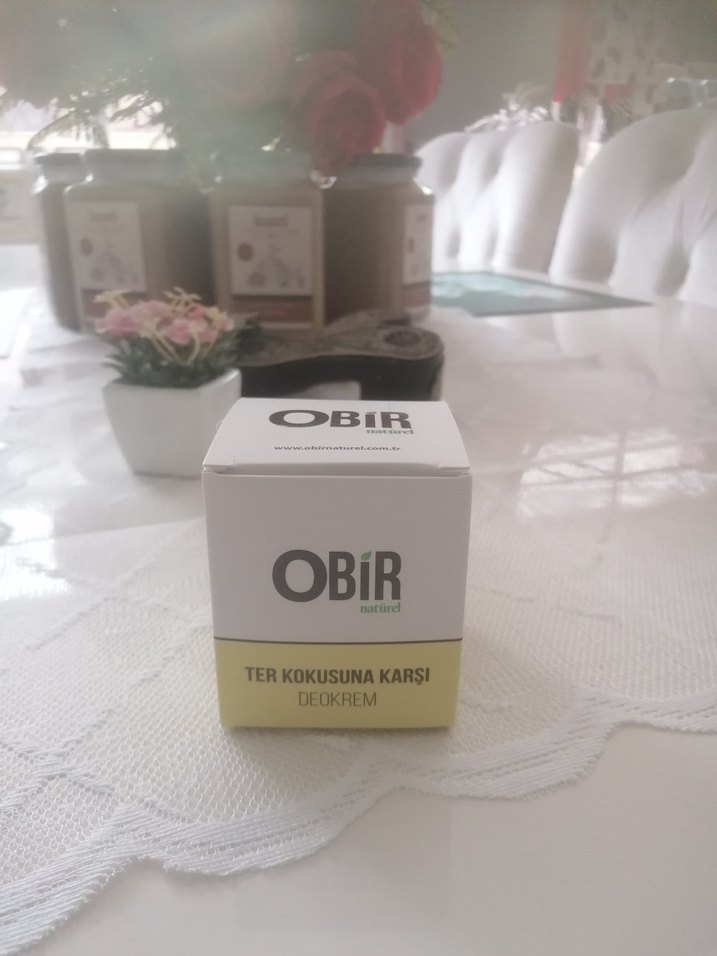 OBİR
natürel
www.obirnaturel.com.tr
OBİR
natürel
TER KOKUSUNA KARŞI
DEOKREM